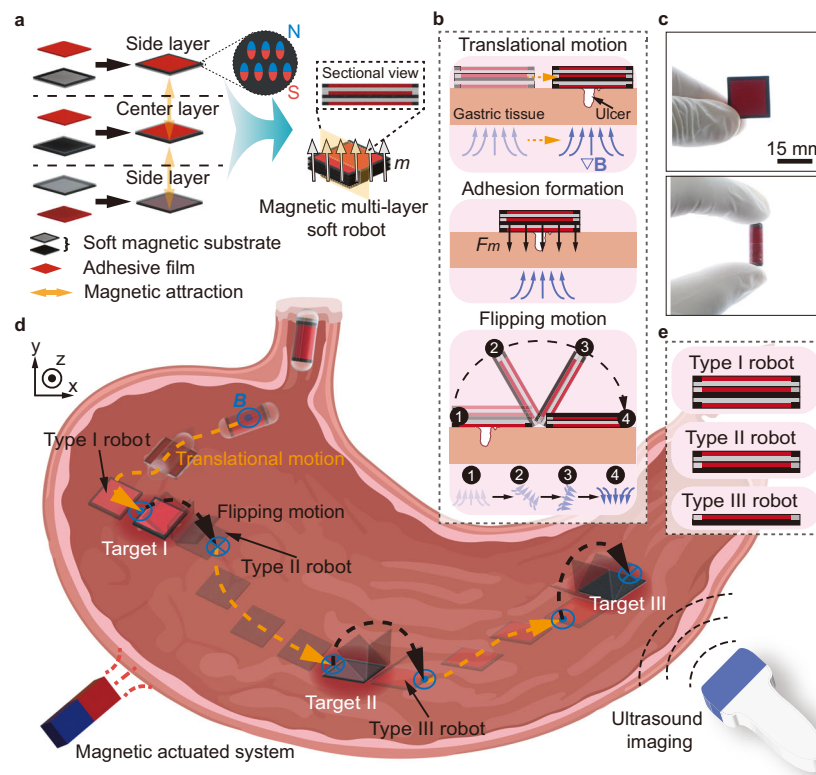 a
Side layer
N
S
Center layer
Side layer
Sectional view
m
Magnetic multi-layer
soft robot
Soft magnetic substrate
Adhesive film
Magnetic attraction
b
Translational motion
Gastric tissue
Ulcer
▽B
Adhesion formation
Fm
Flipping motion
2
3
1
4
1
2
3
4
c
15 mm
d
y
z
x
B
Type I robot
Translational motion
Flipping motion
Target I
Type II robot
Target II
Type III robot
Target III
Magnetic actuated system
Ultrasound
imaging
e
Type I robot
Type II robot
Type III robot